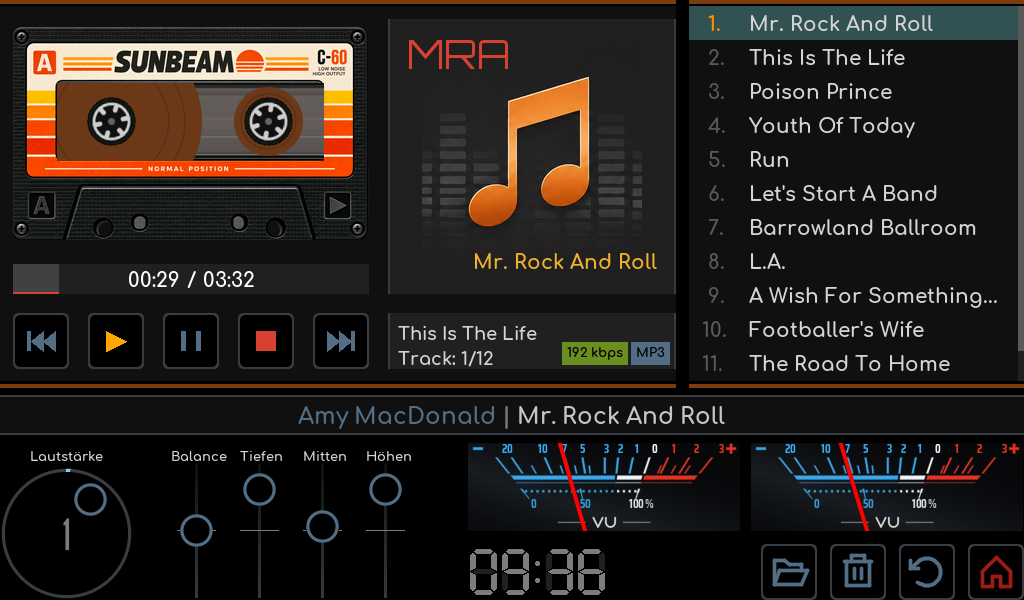 A
SUNBEAM
C-60
LOW NOISE
HIGH OUTPUT
NORMAL POSITION
A
00:29 / 03:32
MRA
Mr. Rock And Roll
This Is The Life
Track: 1/12
192 kbps
MP3
1. Mr. Rock And Roll
2. This Is The Life
3. Poison Prince
4. Youth Of Today
5. Run
6. Let's Start A Band
7. Barrowland Ballroom
8. L.A.
9. A Wish For Something...
10. Footballer's Wife
11. The Road To Home
Amy MacDonald | Mr. Rock And Roll
Lautstärke
1
Balance
Tiefen
Mitten
Höhen
− 20 10 7 5 3 2 1 0 1 2 3 +
0 50 100 %
VU
− 20 10 7 5 3 2 1 0 1 2 3 +
0 50 100 %
VU
09:36